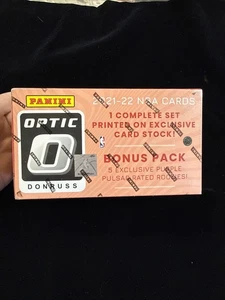 PANINI
2021-22 NBA CARDS
1 COMPLETE SET
PRINTED ON EXCLUSIVE
CARD STOCK!
OPTIC
DONRUSS
BONUS PACK
5 EXCLUSIVE PURPLE
PULSAR RATED ROOKIES!